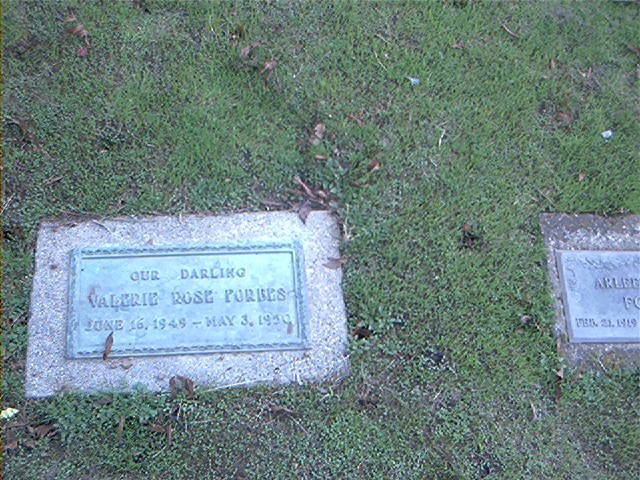 OUR DARLING
VALERIE ROSE FORBES
JUNE 16, 1949 – MAY 3, 1950
FEB. 21, 1919